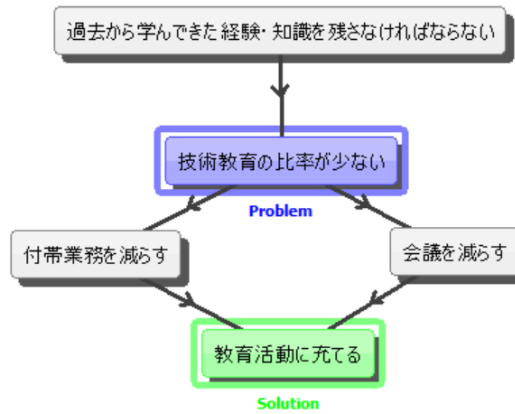 過去から学んできた経験・知識を残さなければならない
技術教育の比率が少ない
Problem
付帯業務を減らす
会議を減らす
教育活動に充てる
Solution